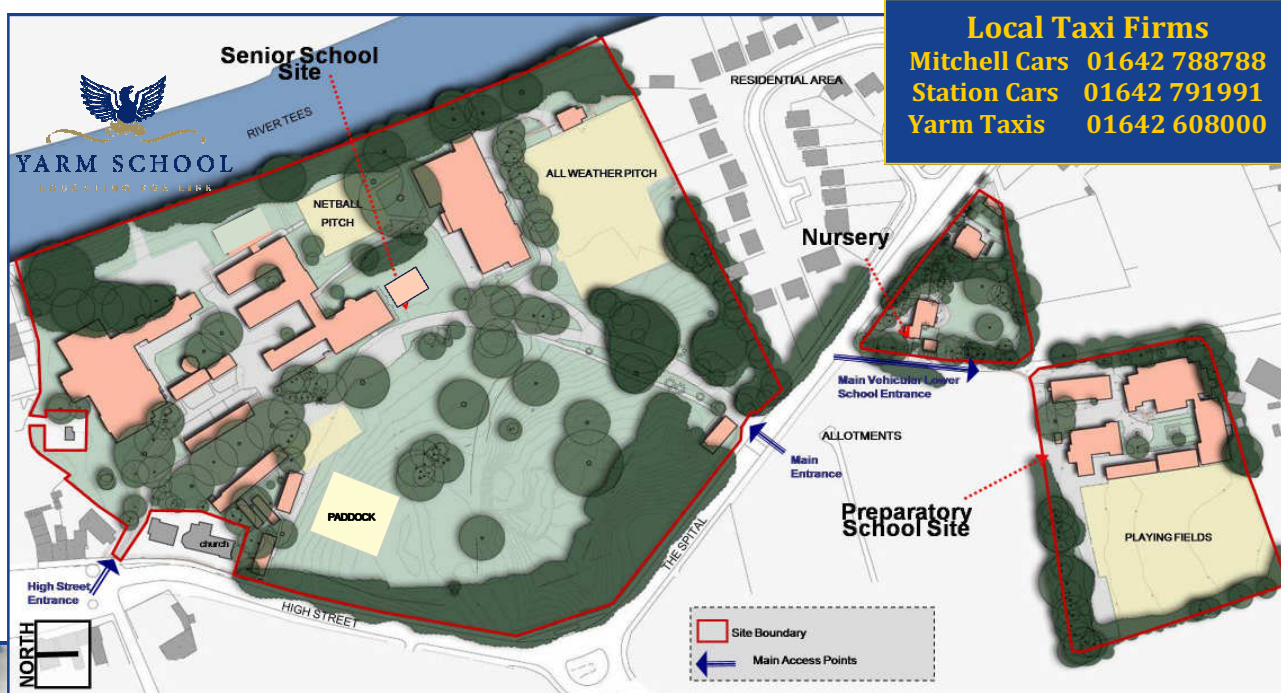 Local Taxi Firms
Mitchell Cars 01642 788788
Station Cars 01642 791991
Yarm Taxis 01642 608000
Senior School
Site
RIVER TEES
RESIDENTIAL AREA
YARM SCHOOL
EDUCATING FOR LIFE
NETBALL
PITCH
ALL WEATHER PITCH
Nursery
Main Vehicular Lower
School Entrance
ALLOTMENTS
Main
Entrance
Preparatory
School Site
PLAYING FIELDS
PADDOCK
church
THE SPITAL
High Street
Entrance
HIGH STREET
NORTH
Site Boundary
Main Access Points